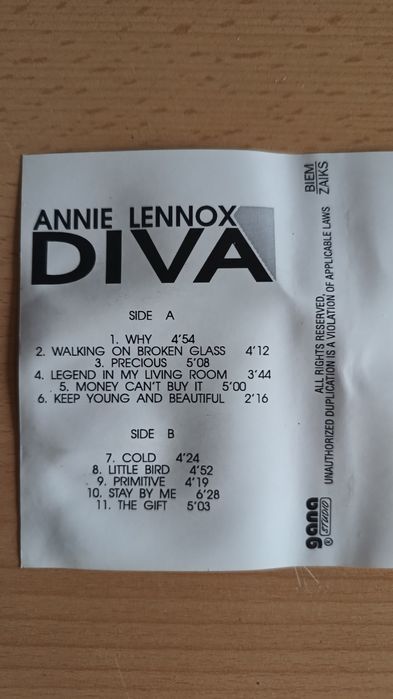 ANNIE LENNOX
DIVA
SIDE A
1. WHY 4'54
2. WALKING ON BROKEN GLASS 4'12
3. PRECIOUS 5'08
4. LEGEND IN MY LIVING ROOM 3'44
5. MONEY CAN'T BUY IT 5'00
6. KEEP YOUNG AND BEAUTIFUL 2'16
SIDE B
7. COLD 4'24
8. LITTLE BIRD 4'52
9. PRIMITIVE 4'19
10. STAY BY ME 6'28
11. THE GIFT 5'03
BIEM
ZAIKS
ALL RIGHTS RESERVED,
UNAUTHORIZED DUPLICATION IS A VIOLATION OF APPLICABLE LAWS
gana
® STUDIO